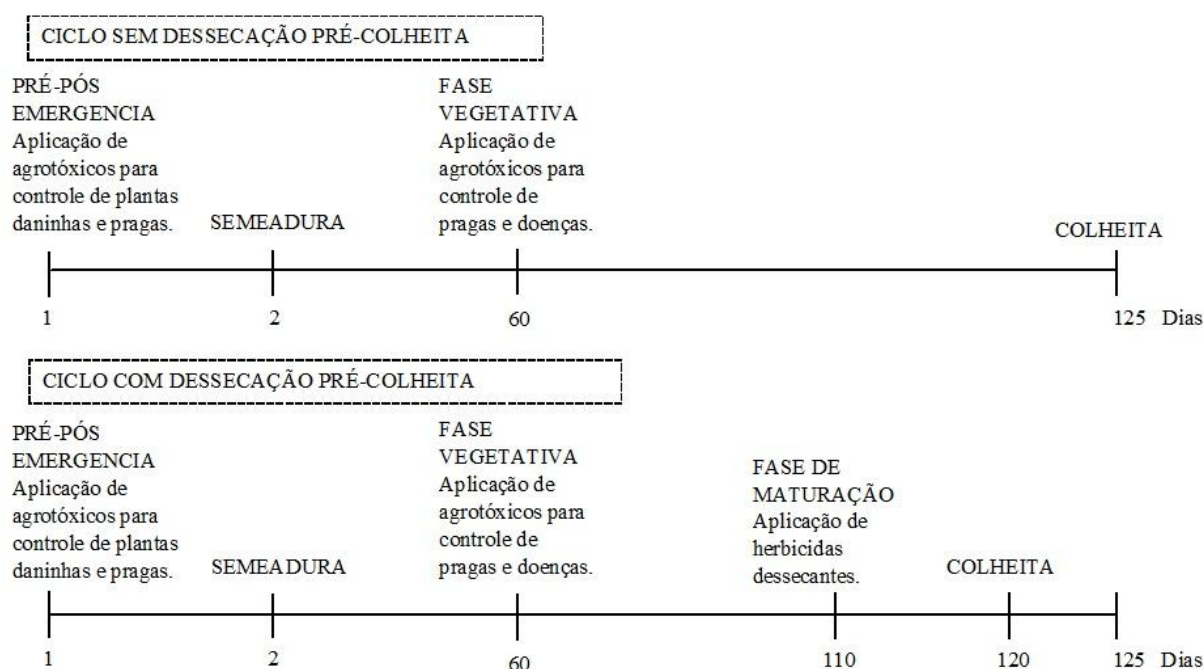 CICLO SEM DESSECAÇÃO PRÉ-COLHEITA
PRÉ-PÓS
EMERGENCIA
Aplicação de
agrotóxicos para
controle de plantas
daninhas e pragas.
SEMEADURA
FASE
VEGETATIVA
Aplicação de
agrotóxicos para
controle de
pragas e doenças.
COLHEITA
1
2
60
125 Dias
CICLO COM DESSECAÇÃO PRÉ-COLHEITA
PRÉ-PÓS
EMERGENCIA
Aplicação de
agrotóxicos para
controle de plantas
daninhas e pragas.
SEMEADURA
FASE
VEGETATIVA
Aplicação de
agrotóxicos para
controle de
pragas e doenças.
FASE DE
MATURAÇÃO
Aplicação de
herbicidas
dessecantes.
COLHEITA
1
2
60
110
120
125 Dias